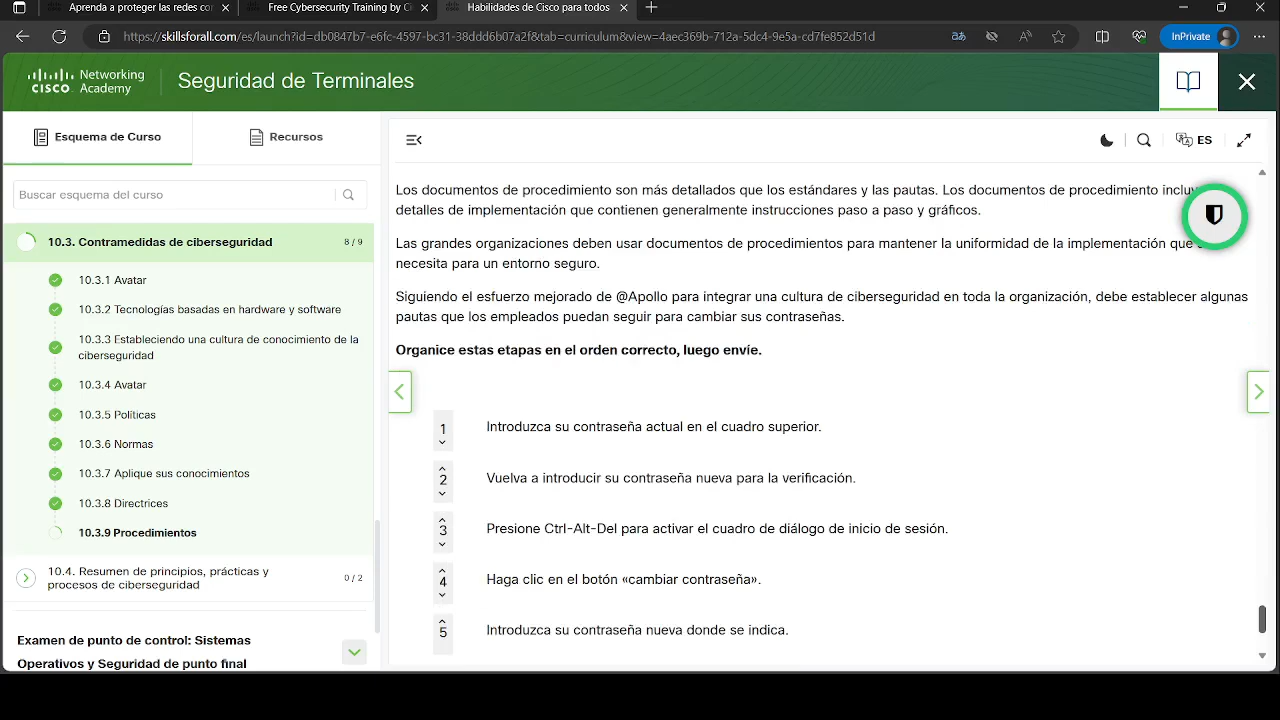 Aprenda a proteger las redes co
Free Cybersecurity Training by Ci
Habilidades de Cisco para todos
https://skillsforall.com/es/launch?id=db0847b7-e6fc-4597-bc31-38ddd6b07a2f&tab=curriculum&view=4aec369b-712a-5dc4-9e5a-cd7fe852d51d
InPrivate
Networking
CISCO Academy
Seguridad de Terminales
Esquema de Curso
Recursos
ES
Buscar esquema del curso
10.3. Contramedidas de ciberseguridad
8 / 9
10.3.1 Avatar
10.3.2 Tecnologías basadas en hardware y software
10.3.3 Estableciendo una cultura de conocimiento de la
ciberseguridad
10.3.4 Avatar
10.3.5 Políticas
10.3.6 Normas
10.3.7 Aplique sus conocimientos
10.3.8 Directrices
10.3.9 Procedimientos
10.4. Resumen de principios, prácticas y
procesos de ciberseguridad
0 / 2
Examen de punto de control: Sistemas
Operativos y Seguridad de punto final
Los documentos de procedimiento son más detallados que los estándares y las pautas. Los documentos de procedimiento incluy
detalles de implementación que contienen generalmente instrucciones paso a paso y gráficos.
Las grandes organizaciones deben usar documentos de procedimientos para mantener la uniformidad de la implementación que
necesita para un entorno seguro.
Siguiendo el esfuerzo mejorado de @Apollo para integrar una cultura de ciberseguridad en toda la organización, debe establecer algunas
pautas que los empleados puedan seguir para cambiar sus contraseñas.
Organice estas etapas en el orden correcto, luego envíe.
1 Introduzca su contraseña actual en el cuadro superior.
2 Vuelva a introducir su contraseña nueva para la verificación.
3 Presione Ctrl-Alt-Del para activar el cuadro de diálogo de inicio de sesión.
4 Haga clic en el botón «cambiar contraseña».
5 Introduzca su contraseña nueva donde se indica.